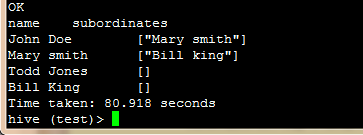 OK
name    subordinates
John Doe        ["Mary smith"]
Mary smith      ["Bill king"]
Todd Jones      []
Bill King       []
Time taken: 80.918 seconds
hive (test)>